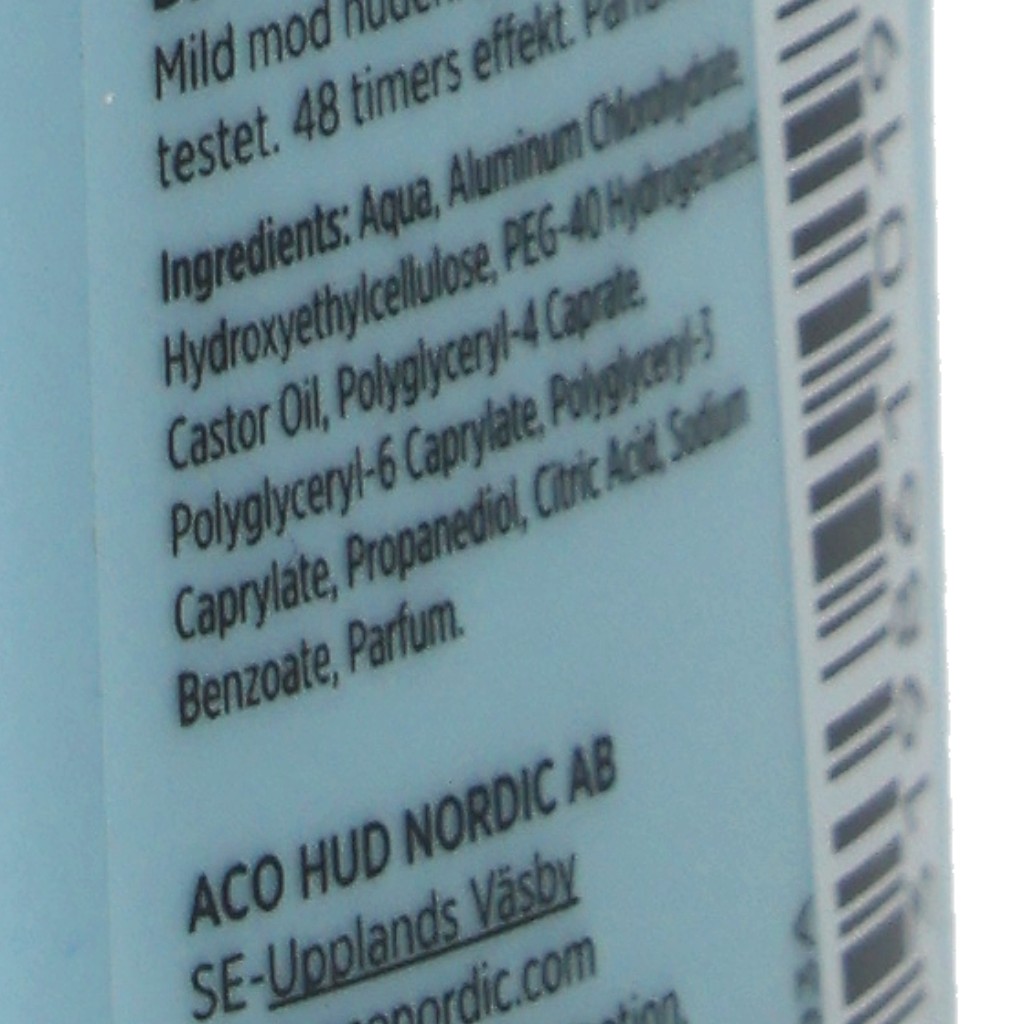 Mild mod
testet. 48 timers effekt.
Ingredients: Aqua, Aluminum Chlorohydrate.
Hydroxyethylcellulose, PEG-40 Hydrogenated
Castor Oil, Polyglyceryl-4 Caprate.
Polyglyceryl-6 Caprylate, Polyglyceryl-3
Caprylate, Propanediol, Citric Acid, Sodium
Benzoate, Parfum.
ACO HUD NORDIC AB
SE-Upplands Väsby